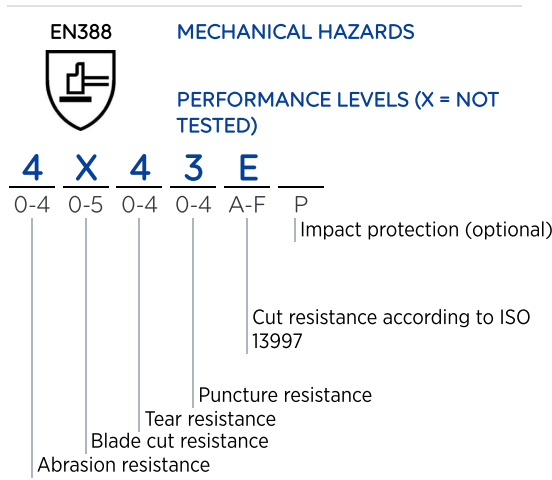 EN388
MECHANICAL HAZARDS
PERFORMANCE LEVELS (X = NOT
TESTED)
4 X 4 3 E
0-4 0-5 0-4 0-4 A-F P
Impact protection (optional)
Cut resistance according to ISO
13997
Puncture resistance
Tear resistance
Blade cut resistance
Abrasion resistance